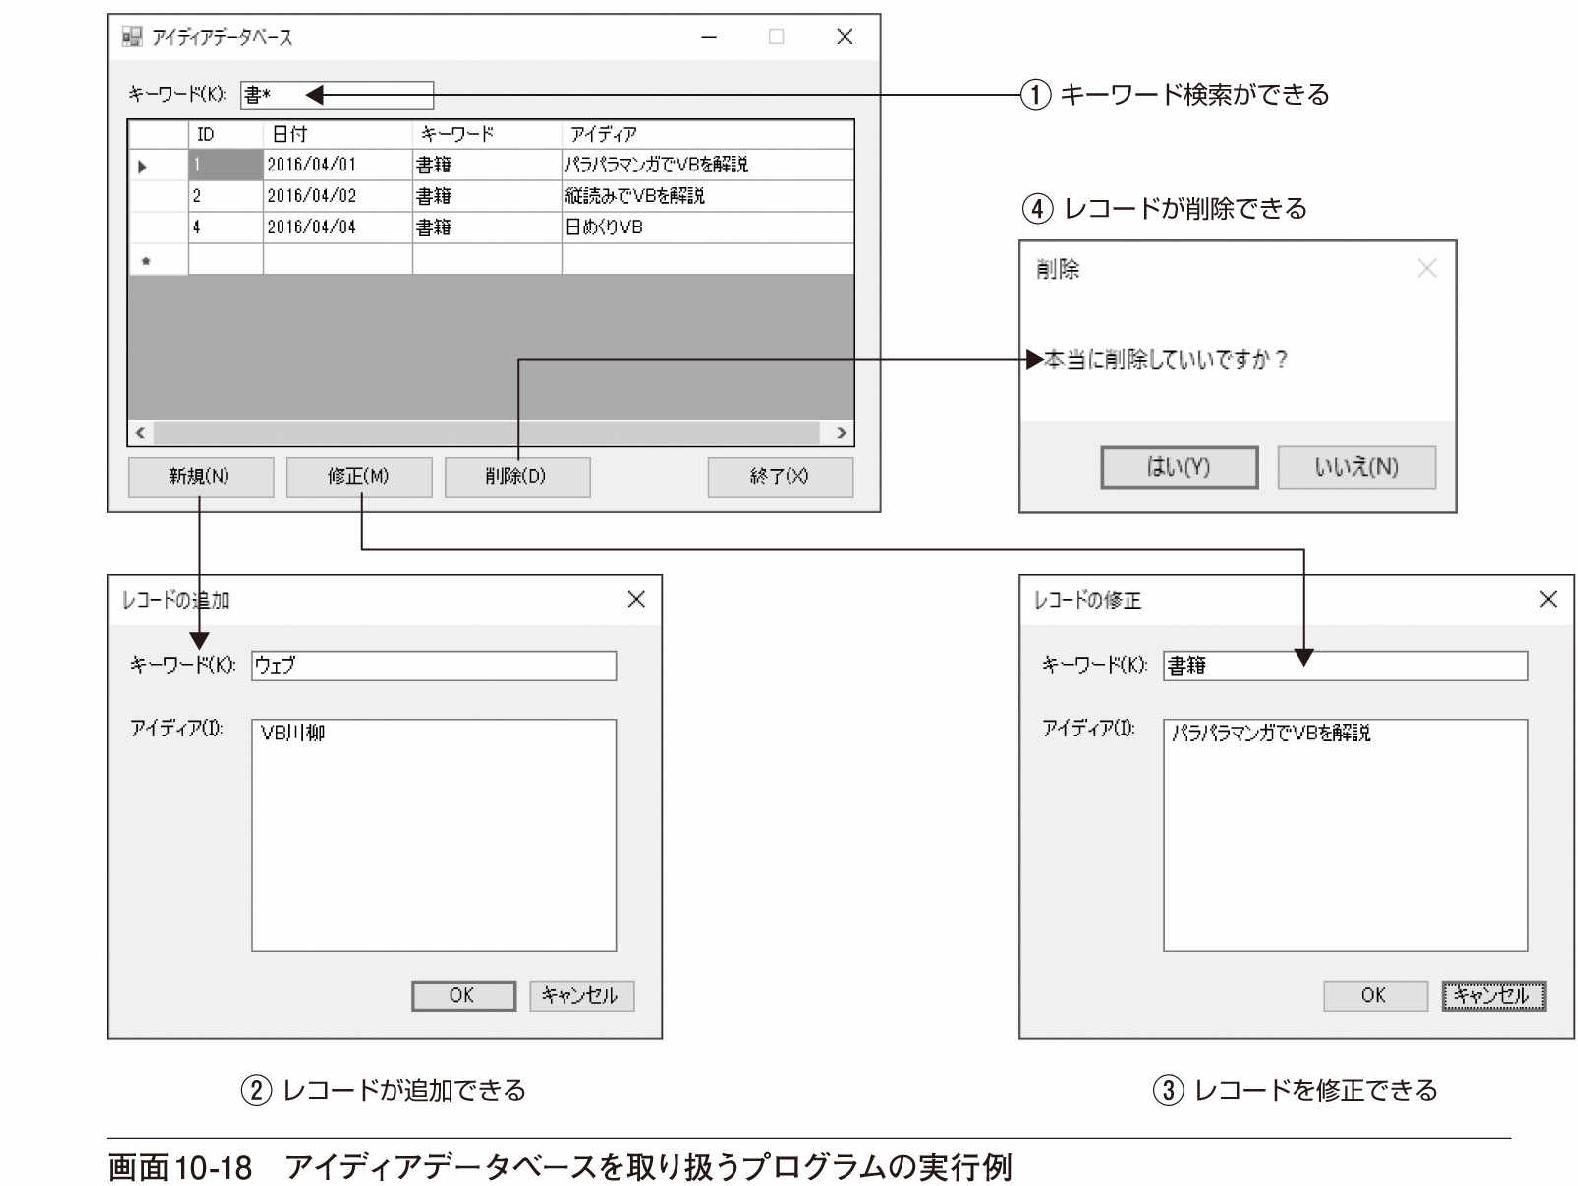 アイディアデータベース
キーワード(K): 書*
① キーワード検索ができる
ID 日付 キーワード アイディア
1 2016/04/01 書籍 パラパラマンガでVBを解説
2 2016/04/02 書籍 縦読みでVBを解説
4 2016/04/04 書籍 日めくりVB
新規(N) 修正(M) 削除(D) 終了(X)
④ レコードが削除できる
削除
本当に削除していいですか？
はい(Y) いいえ(N)
レコードの追加
キーワード(K): ウェブ
アイディア(I): VB川柳
OK キャンセル
② レコードが追加できる
レコードの修正
キーワード(K): 書籍
アイディア(I): パラパラマンガでVBを解説
OK キャンセル
③ レコードを修正できる
画面10-18 アイディアデータベースを取り扱うプログラムの実行例